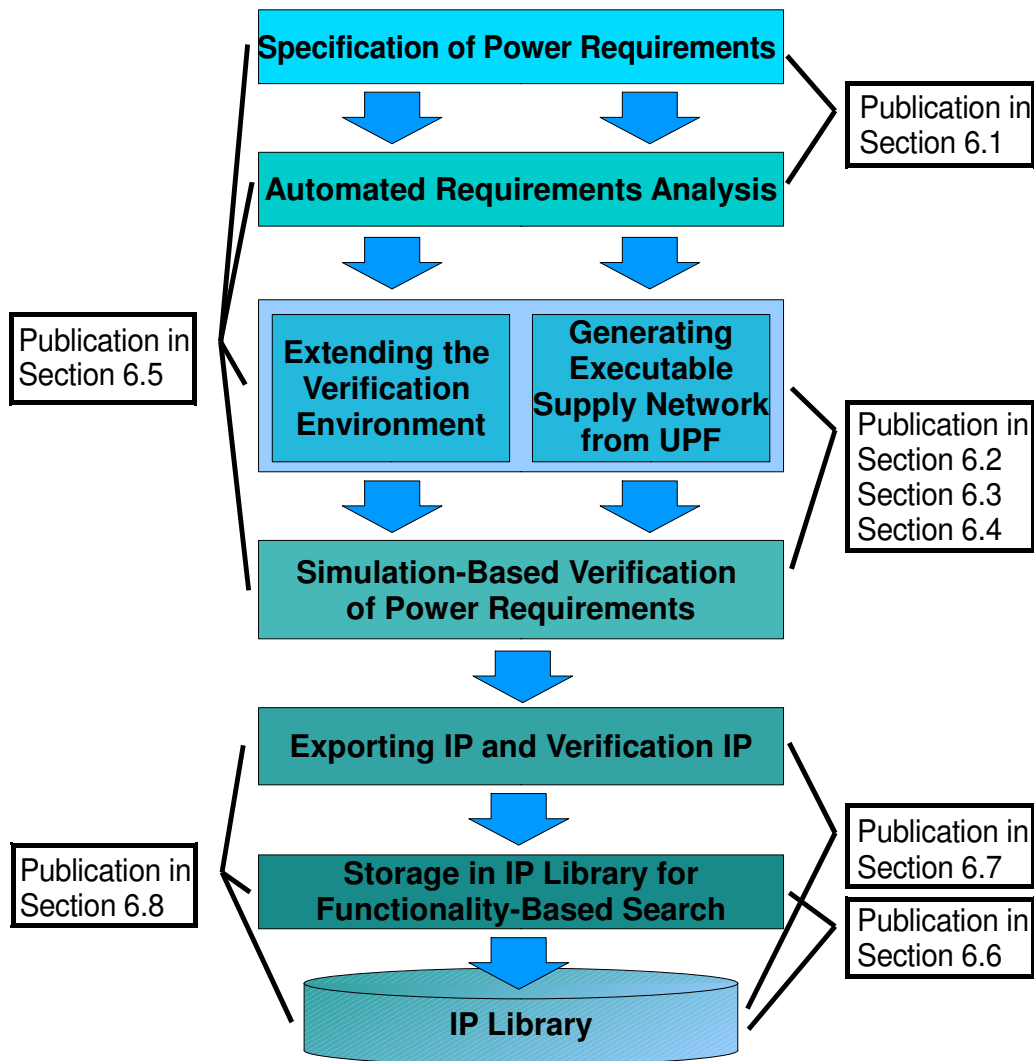 Specification of Power Requirements
Publication in
Section 6.1
Automated Requirements Analysis
Publication in
Section 6.5
Extending the
Verification
Environment
Generating
Executable
Supply Network
from UPF
Publication in
Section 6.2
Section 6.3
Section 6.4
Simulation-Based Verification
of Power Requirements
Exporting IP and Verification IP
Publication in
Section 6.7
Publication in
Section 6.8
Storage in IP Library for
Functionality-Based Search
Publication in
Section 6.6
IP Library